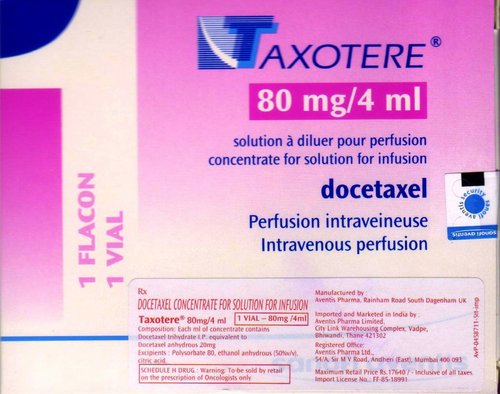 TAXOTERE®
80 mg/4 ml
solution à diluer pour perfusion
concentrate for solution for infusion
docetaxel
Perfusion intraveineuse
Intravenous perfusion
1 FLACON
1 VIAL
security
sanofi aventis
sanofi aventis
Rx
DOCETAXEL CONCENTRATE FOR SOLUTION FOR INFUSION
Taxotere® 80mg/4 ml 1 VIAL – 80mg /4ml
Composition: Each ml of concentrate contains
Docetaxel trihydrate I.P. equivalent to
Docetaxel anhydrous 20mg
Excipients : Polysorbate 80, ethanol anhydrous (50%v/v),
citric acid.
SCHEDULE H DRUG : Warning: To be sold by retail
on the prescription of Oncologists only
Manufactured by :
Aventis Pharma, Rainham Road South Dagenham UK
Imported and Marketed in India by :
Aventis Pharma Limited,
City Link Warehousing Complex, Vadpe,
Bhiwandi, Thane 421302
Registered Office:
Aventis Pharma Ltd.,
54/A, Sir M V Road, Andheri (East), Mumbai 400 093
Maximum Retail Price Rs.17640 /- Inclusive of all taxes.
Import License No.. FF-85-18991